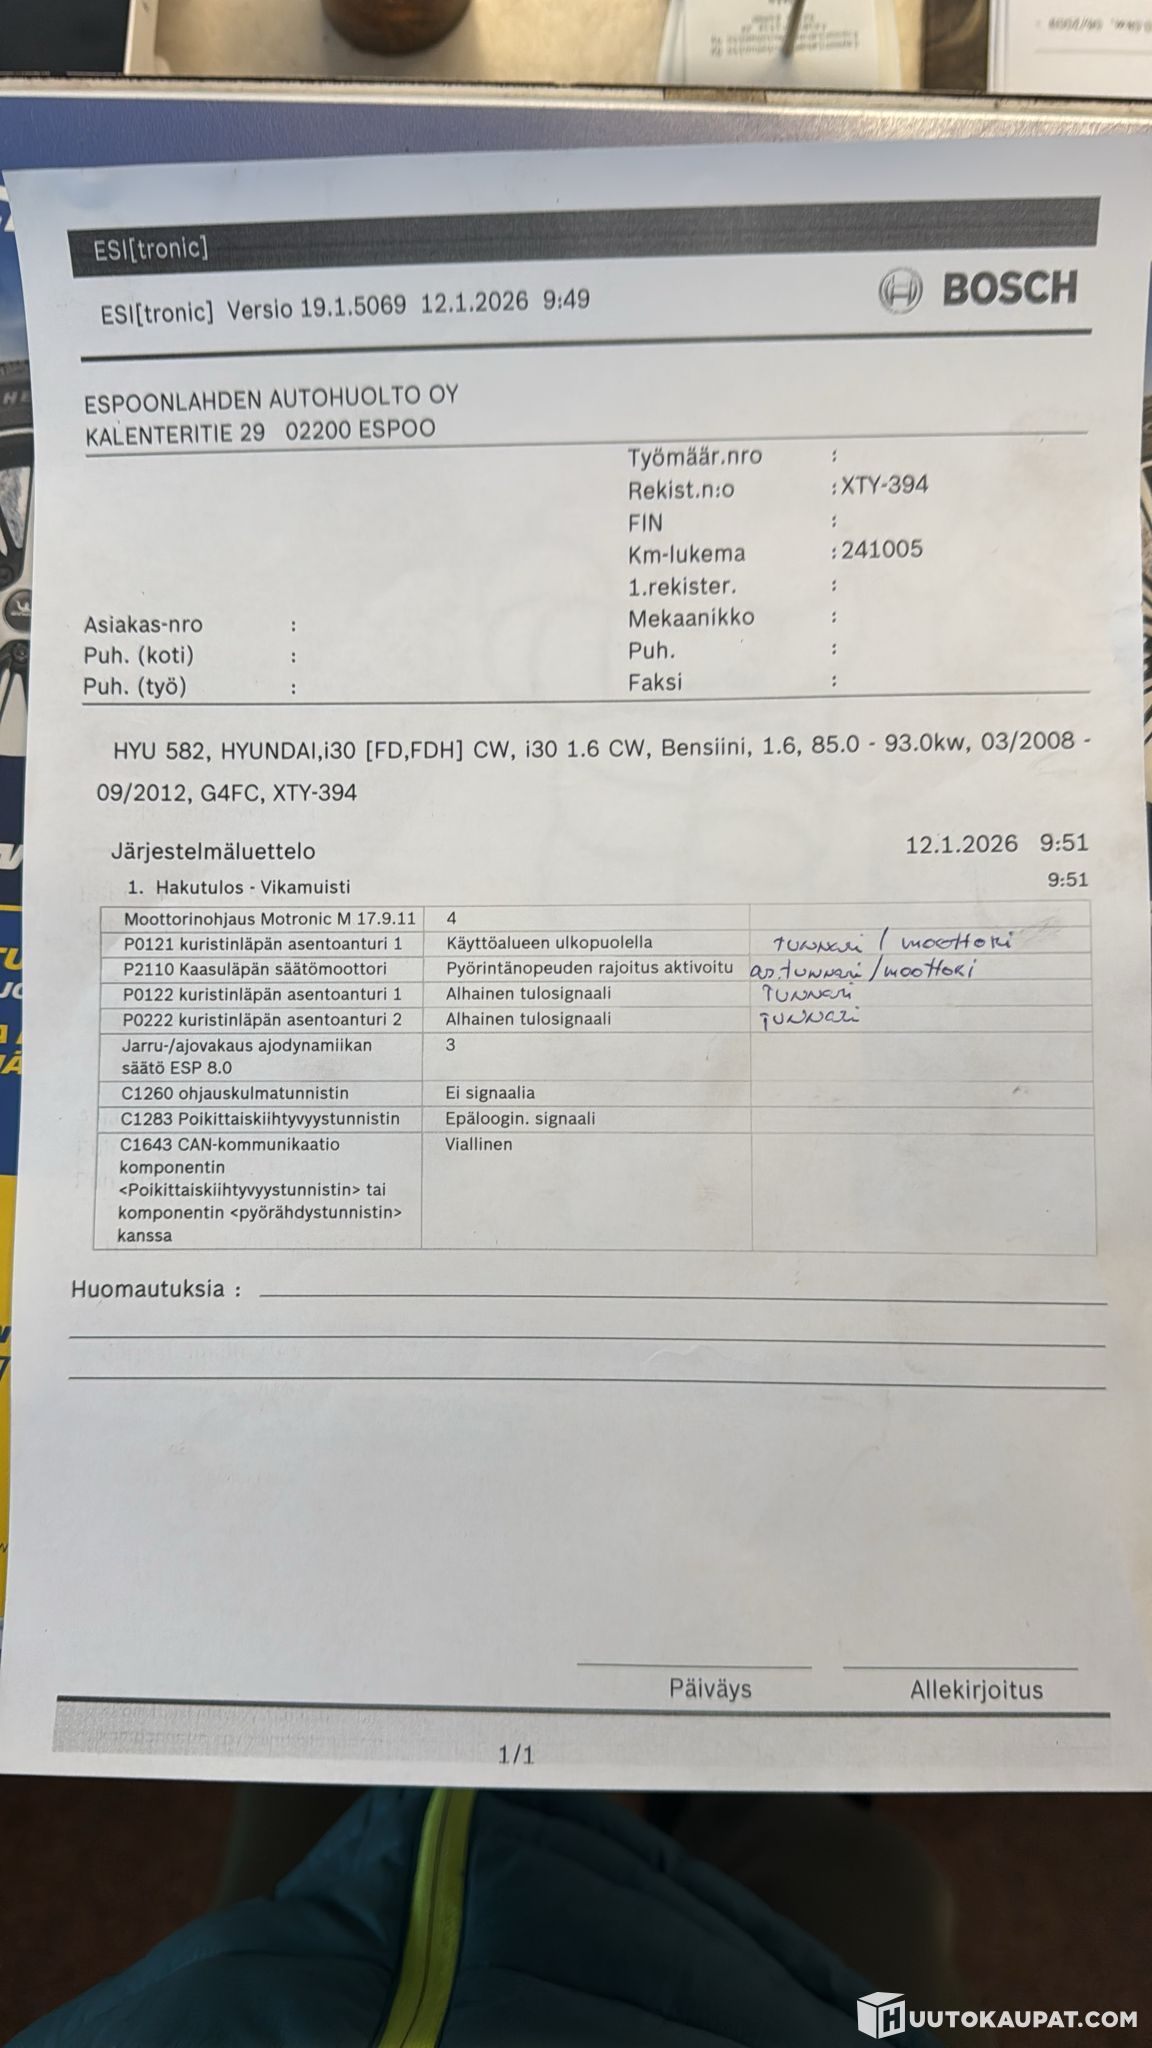 ESI[tronic]
ESI[tronic] Versio 19.1.5069 12.1.2026 9:49
BOSCH
ESPOONLAHDEN AUTOHUOLTO OY
KALENTERITIE 29 02200 ESPOO
Työmäär.nro :
Rekist.n:o :XTY-394
FIN :
Km-lukema :241005
1.rekister. :
Asiakas-nro : Mekaanikko :
Puh. (koti) : Puh. :
Puh. (työ) : Faksi :
HYU 582, HYUNDAI,i30 [FD,FDH] CW, i30 1.6 CW, Bensiini, 1.6, 85.0 - 93.0kw, 03/2008 -
09/2012, G4FC, XTY-394
Järjestelmäluettelo 12.1.2026 9:51
1. Hakutulos - Vikamuisti 9:51
Moottorinohjaus Motronic M 17.9.11 4
P0121 kuristinläpän asentoanturi 1 Käyttöalueen ulkopuolella TUNNARI / MOOTTORI
P2110 Kaasuläpän säätömoottori Pyörintänopeuden rajoitus aktivoitu as.TUNNARI/MOOTTORI
P0122 kuristinläpän asentoanturi 1 Alhainen tulosignaali TUNNARI
P0222 kuristinläpän asentoanturi 2 Alhainen tulosignaali TUNNARI
Jarru-/ajovakaus ajodynamiikan 3
säätö ESP 8.0
C1260 ohjauskulmatunnistin Ei signaalia
C1283 Poikittaiskiihtyvyystunnistin Epäloogin. signaali
C1643 CAN-kommunikaatio Viallinen
komponentin
<Poikittaiskiihtyvyystunnistin> tai
komponentin <pyörähdystunnistin>
kanssa
Huomautuksia :
Päiväys Allekirjoitus
1/1
HUUTOKAUPAT.COM